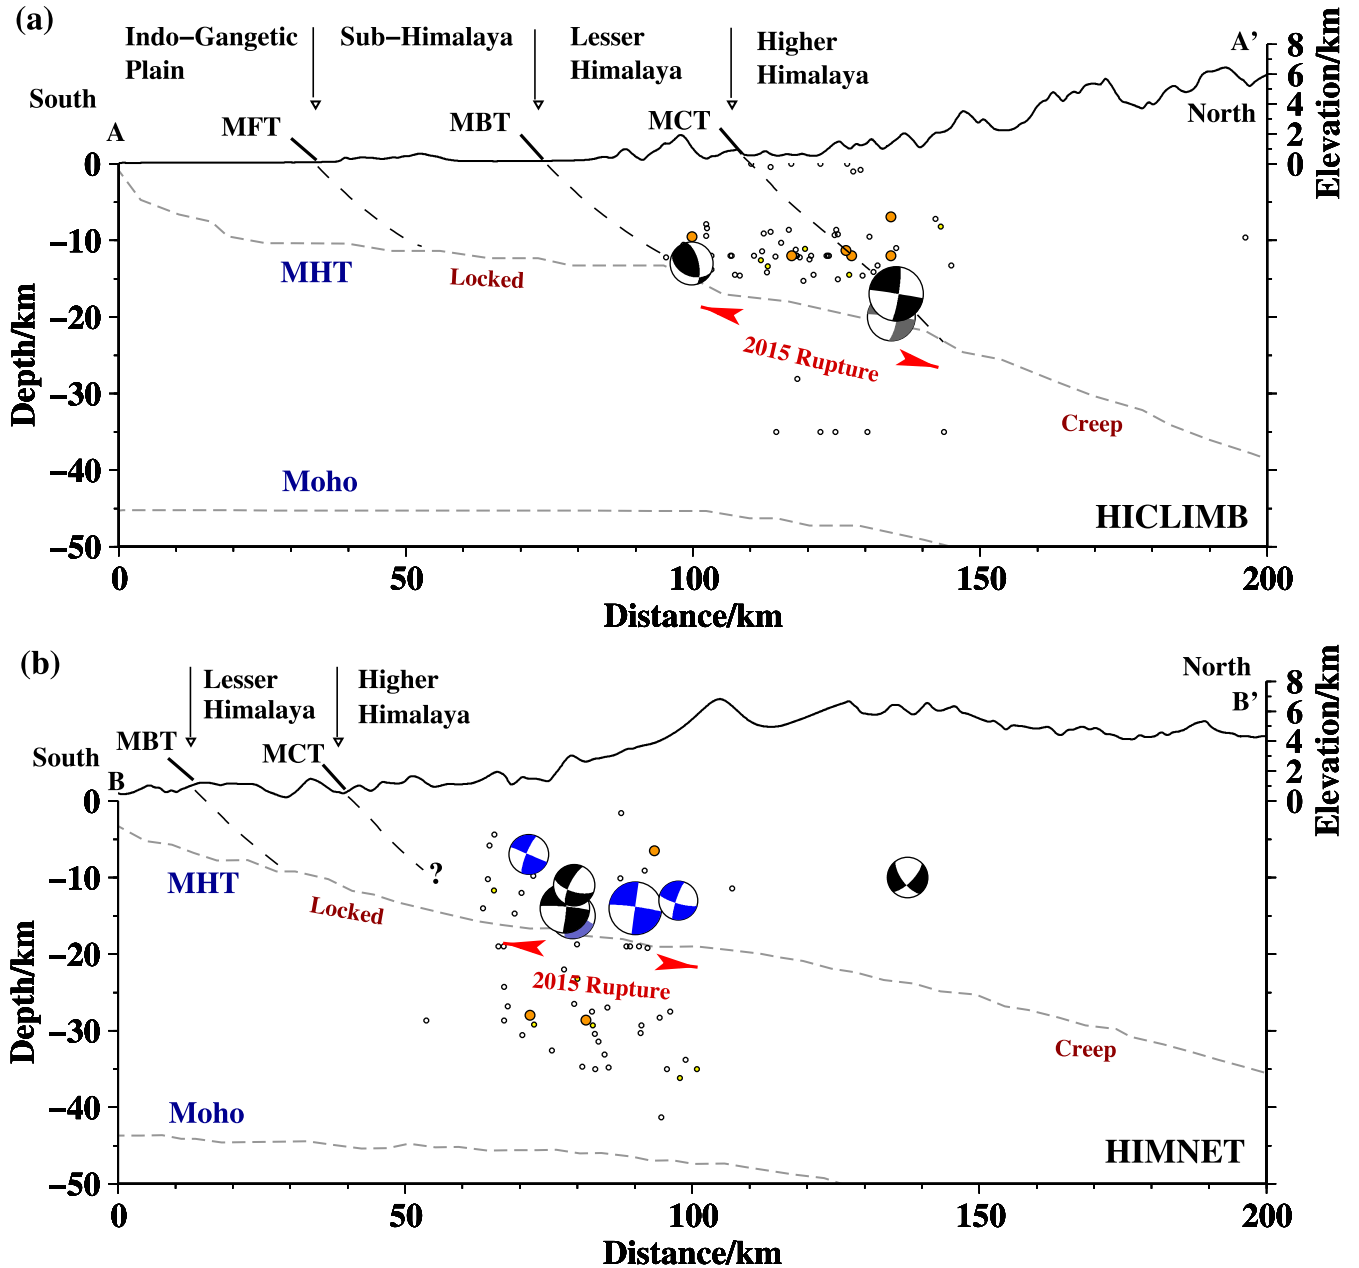 (a)
Indo−Gangetic
Plain
Sub−Himalaya
Lesser
Himalaya
Higher
Himalaya
A’
South
North
A
MFT
MBT
MCT
8
6
4
2
0
Elevation/km
0
−10
−20
−30
−40
−50
Depth/km
MHT
Locked
2015 Rupture
Creep
Moho
HICLIMB
0
50
100
150
200
Distance/km
(b)
Lesser
Himalaya
Higher
Himalaya
North
B’
MBT
MCT
South
B
8
6
4
2
0
Elevation/km
0
−10
−20
−30
−40
−50
Depth/km
?
MHT
Locked
2015 Rupture
Creep
Moho
HIMNET
0
50
100
150
200
Distance/km